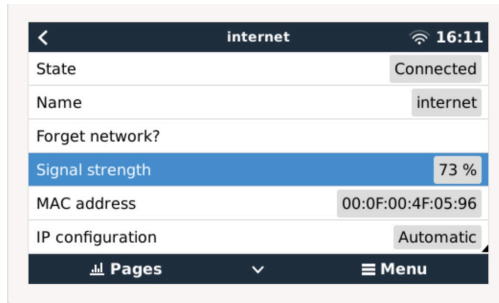 internet 16:11
State Connected
Name internet
Forget network?
Signal strength 73 %
MAC address 00:0F:00:4F:05:96
IP configuration Automatic
Pages Menu